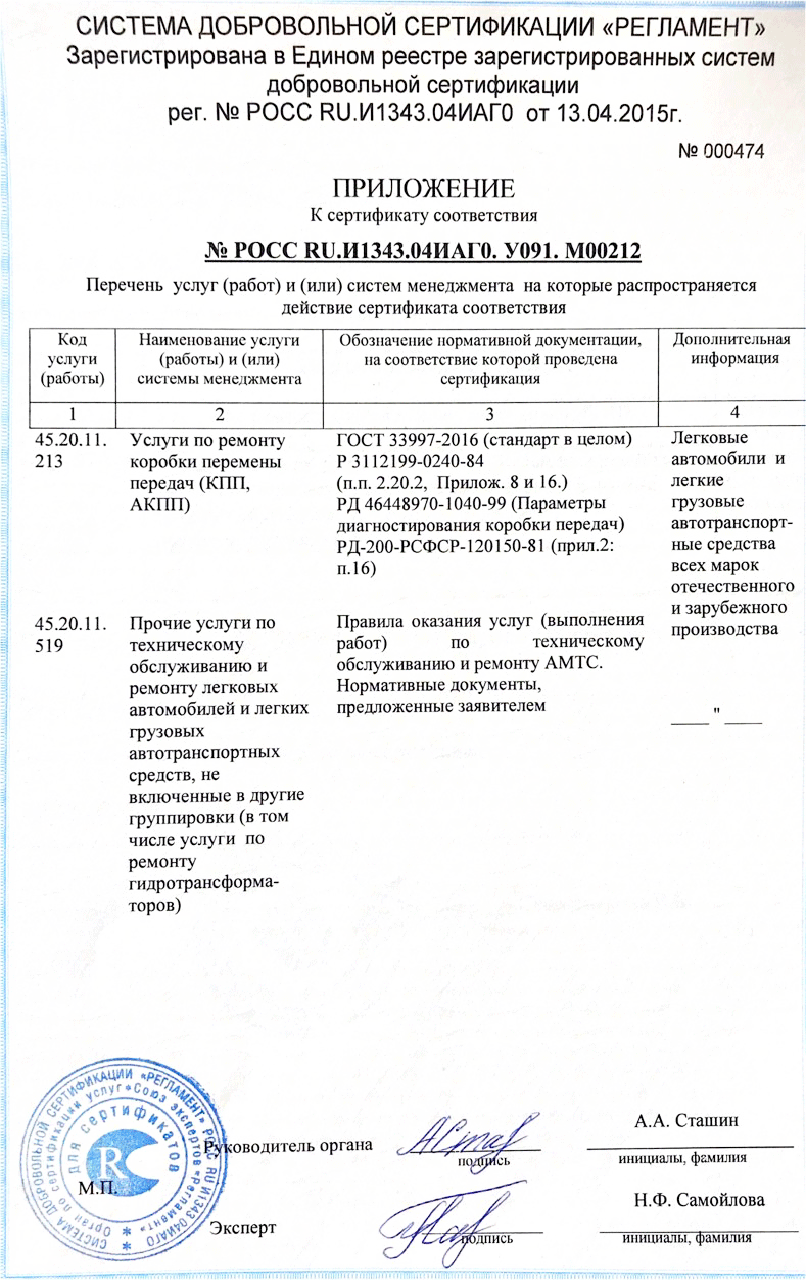 СИСТЕМА ДОБРОВОЛЬНОЙ СЕРТИФИКАЦИИ «РЕГЛАМЕНТ»
Зарегистрирована в Едином реестре зарегистрированных систем
добровольной сертификации
рег. № РОСС RU.И1343.04ИАГ0 от 13.04.2015г.
№ 000474
ПРИЛОЖЕНИЕ
К сертификату соответствия
№ РОСС RU.И1343.04ИАГ0. У091. М00212
Перечень услуг (работ) и (или) систем менеджмента на которые распространяется
действие сертификата соответствия
Код
услуги
(работы)
Наименование услуги
(работы) и (или)
системы менеджмента
Обозначение нормативной документации,
на соответствие которой проведена
сертификация
Дополнительная
информация
1
2
3
4
45.20.11.
213
Услуги по ремонту
коробки перемены
передач (КПП,
АКПП)
ГОСТ 33997-2016 (стандарт в целом)
Р 3112199-0240-84
(п.п. 2.20.2, Прилож. 8 и 16.)
РД 46448970-1040-99 (Параметры
диагностирования коробки передач)
РД-200-РСФСР-120150-81 (прил.2:
п.16)
Легковые
автомобили и
легкие
грузовые
автотранспорт-
ные средства
всех марок
отечественного
и зарубежного
производства
45.20.11.
519
Прочие услуги по
техническому
обслуживанию и
ремонту легковых
автомобилей и легких
грузовых
автотранспортных
средств, не
включенные в другие
группировки (в том
числе услуги по
ремонту
гидротрансформа-
торов)
Правила оказания услуг (выполнения
работ) по техническому
обслуживанию и ремонту АМТС.
Нормативные документы,
предложенные заявителем
____ " ____
СИСТЕМА ДОБРОВОЛЬНОЙ СЕРТИФИКАЦИИ «РЕГЛАМЕНТ» РОСС RU И1343 04ИАГО
Орган по сертификации услуг «Союз экспертов «Регламент»
для сертификатов
RC
М.П.
Руководитель органа
подпись
А.А. Сташин
инициалы, фамилия
Эксперт
подпись
Н.Ф. Самойлова
инициалы, фамилия